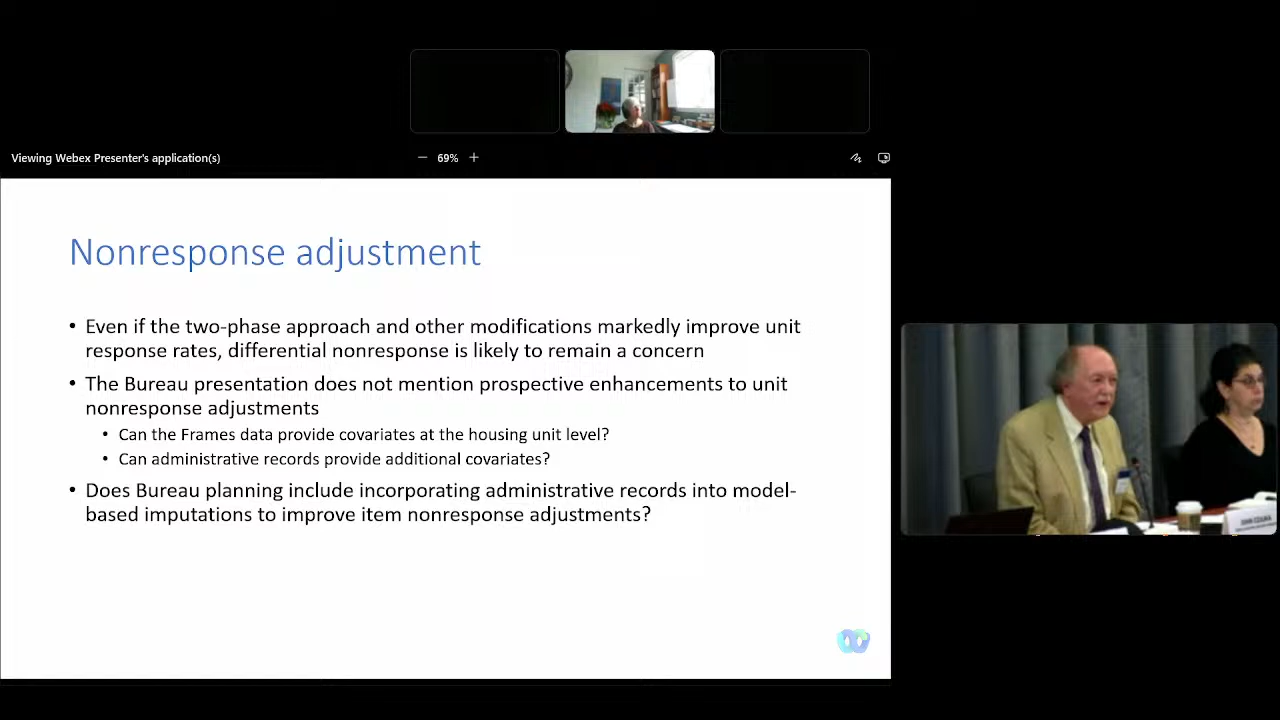 Viewing Webex Presenter's application(s)
69%
Nonresponse adjustment
• Even if the two-phase approach and other modifications markedly improve unit
response rates, differential nonresponse is likely to remain a concern
• The Bureau presentation does not mention prospective enhancements to unit
nonresponse adjustments
• Can the Frames data provide covariates at the housing unit level?
• Can administrative records provide additional covariates?
• Does Bureau planning include incorporating administrative records into model-
based imputations to improve item nonresponse adjustments?